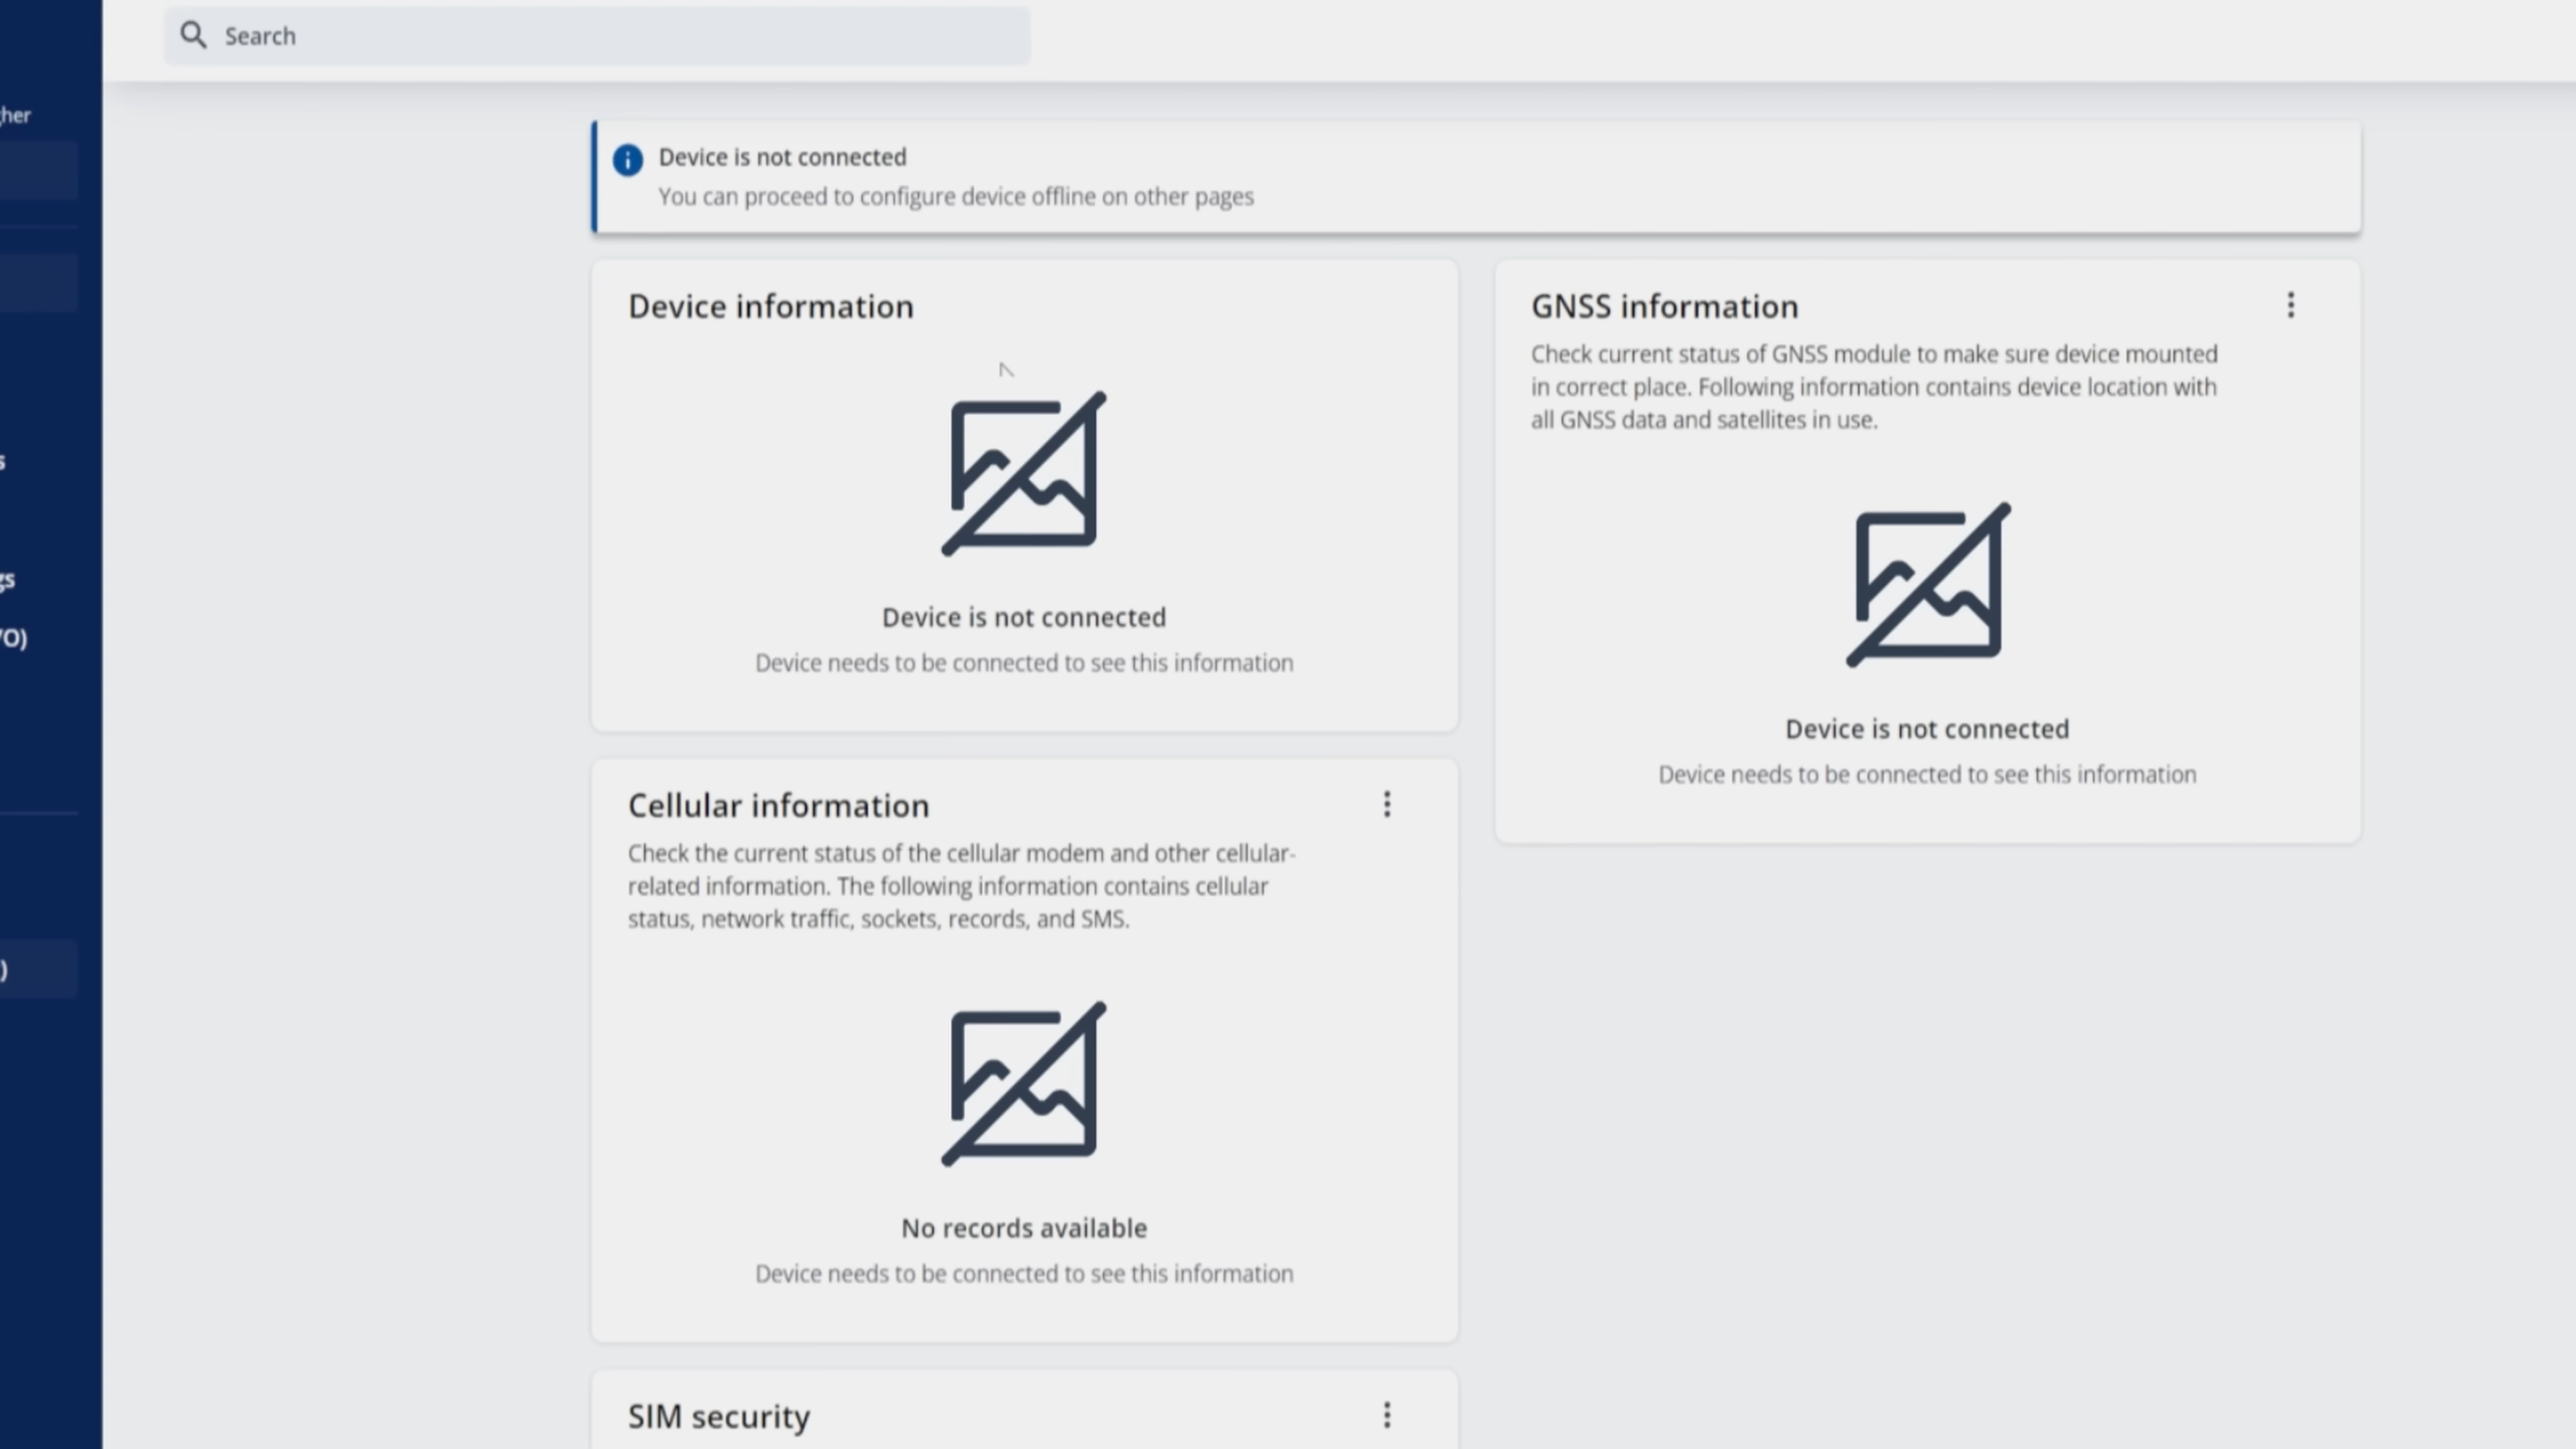 Search
Device is not connected
You can proceed to configure device offline on other pages
Device information
Device is not connected
Device needs to be connected to see this information
GNSS information
Check current status of GNSS module to make sure device mounted
in correct place. Following information contains device location with
all GNSS data and satellites in use.
Device is not connected
Device needs to be connected to see this information
Cellular information
Check the current status of the cellular modem and other cellular-
related information. The following information contains cellular
status, network traffic, sockets, records, and SMS.
No records available
Device needs to be connected to see this information
SIM security